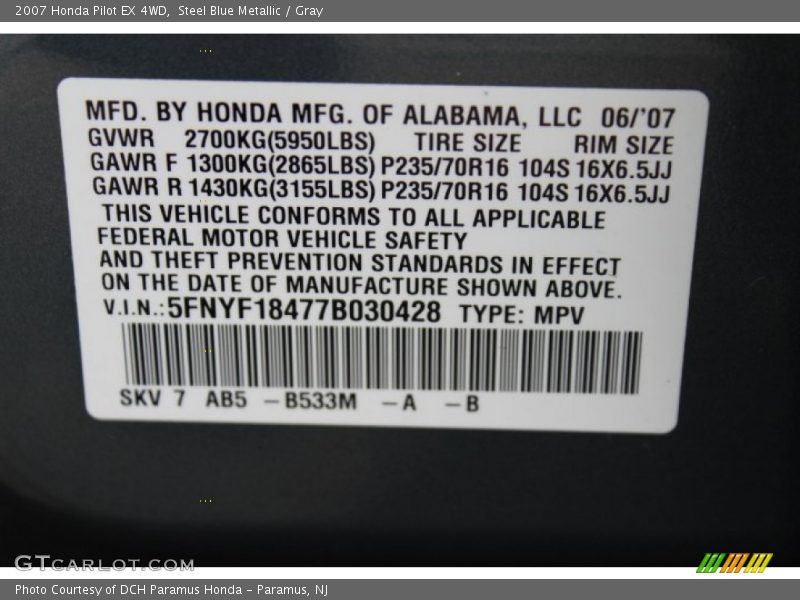 2007 Honda Pilot EX 4WD,  Steel Blue Metallic / Gray
MFD. BY HONDA MFG. OF ALABAMA, LLC 06/'07
GVWR 2700KG(5950LBS) TIRE SIZE RIM SIZE
GAWR F 1300KG(2865LBS) P235/70R16 104S 16X6.5JJ
GAWR R 1430KG(3155LBS) P235/70R16 104S 16X6.5JJ
THIS VEHICLE CONFORMS TO ALL APPLICABLE
FEDERAL MOTOR VEHICLE SAFETY
AND THEFT PREVENTION STANDARDS IN EFFECT
ON THE DATE OF MANUFACTURE SHOWN ABOVE.
V.I.N.:5FNYF18477B030428 TYPE: MPV
SKV 7 AB5 – B533M – A – B
GTCARLOT.COM
Photo Courtesy of DCH Paramus Honda – Paramus, NJ